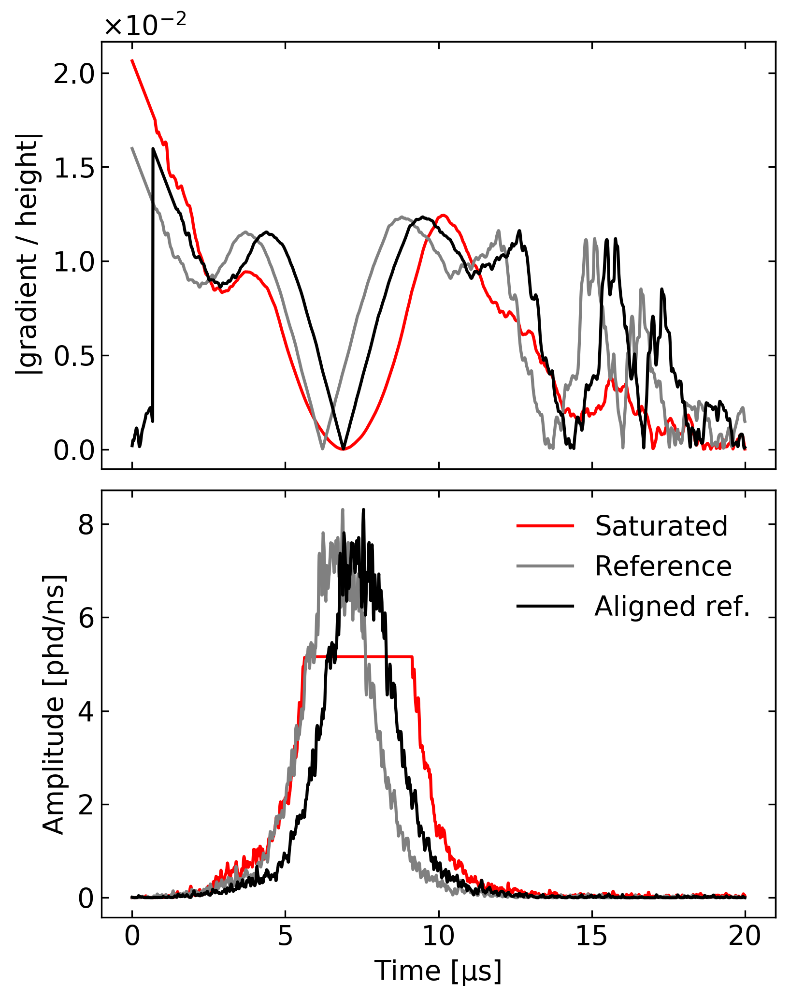 ×10⁻²
|gradient / height|
2.0
1.5
1.0
0.5
0.0
Amplitude [phd/ns]
8
6
4
2
0
Saturated
Reference
Aligned ref.
0 5 10 15 20
Time [µs]